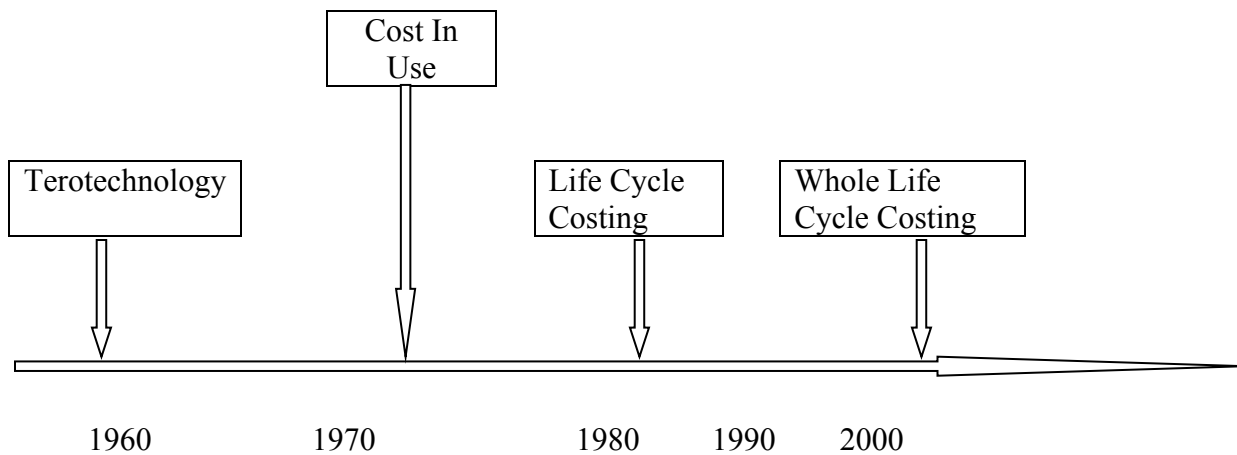 Cost In
Use
Terotechnology
Life Cycle
Costing
Whole Life
Cycle Costing
1960 1970 1980 1990 2000